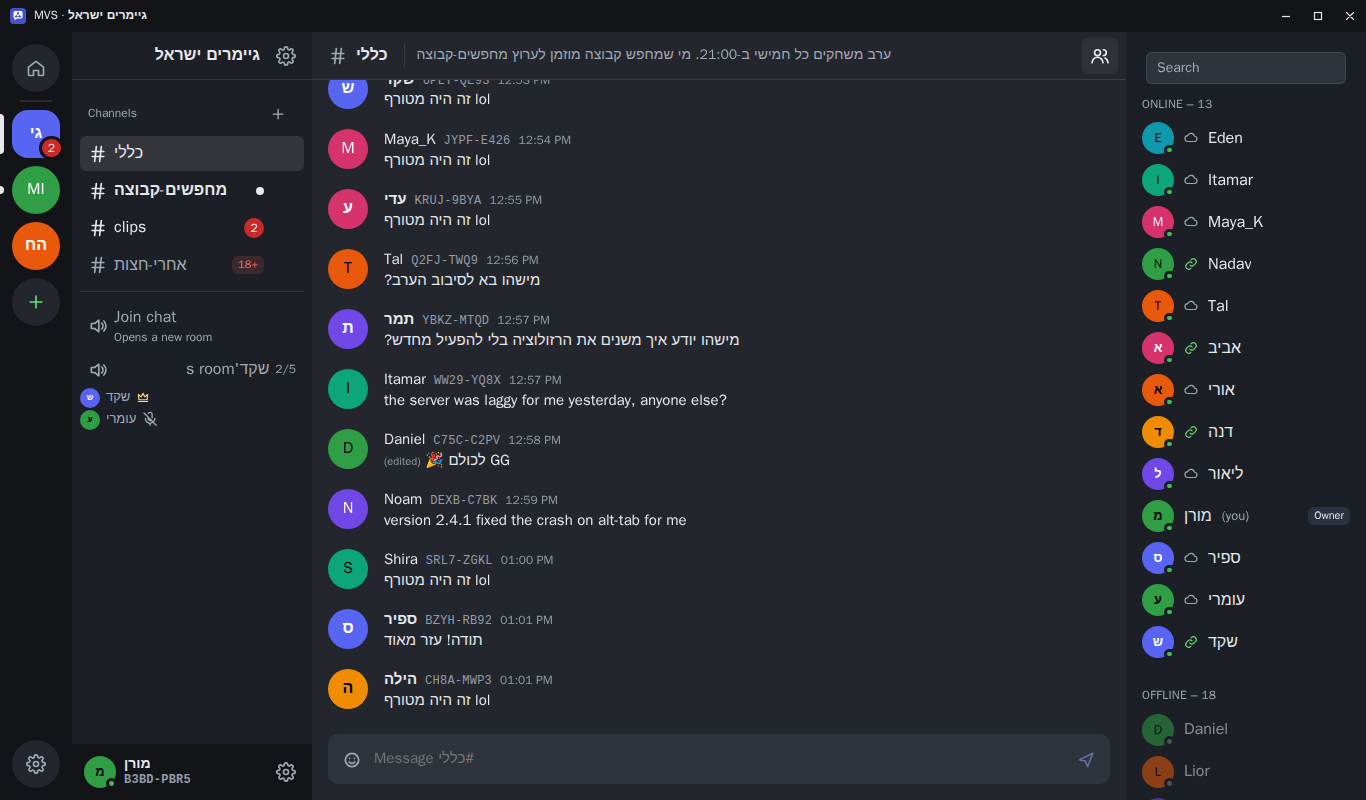 MVS · גיימרים ישראל
גי
2
MI
הח
גיימרים ישראל
Channels
כללי
מחפשים-קבוצה
clips
2
אחרי-חצות
18+
Join chat
Opens a new room
שקד's room
2/5
ש
שקד
ע
עומרי
מ
מורן
B3BD-PBR5
כללי
ערב משחקים כל חמישי ב-21:00. מי שמחפש קבוצה מוזמן לערוץ מחפשים-קבוצה
ש
שקד 6PLY-QE9S 12:53 PM
זה היה מטורף lol
M
Maya_K JYPF-E426 12:54 PM
זה היה מטורף lol
ע
עדי KRUJ-9BYA 12:55 PM
זה היה מטורף lol
T
Tal Q2FJ-TWQ9 12:56 PM
מישהו בא לסיבוב הערב?
ת
תמר YBKZ-MTQD 12:57 PM
מישהו יודע איך משנים את הרזולוציה בלי להפעיל מחדש?
I
Itamar WW29-YQ8X 12:57 PM
the server was laggy for me yesterday, anyone else?
D
Daniel C75C-C2PV 12:58 PM
GG לכולם 🎉 (edited)
N
Noam DEXB-C7BK 12:59 PM
version 2.4.1 fixed the crash on alt-tab for me
S
Shira SRL7-ZGKL 01:00 PM
זה היה מטורף lol
ס
ספיר BZYH-RB92 01:01 PM
תודה! עזר מאוד
ה
הילה CH8A-MWP3 01:01 PM
זה היה מטורף lol
Message #כללי
Search
ONLINE – 13
E
Eden
I
Itamar
M
Maya_K
N
Nadav
T
Tal
א
אביב
א
אורי
ד
דנה
ל
ליאור
מ
מורן (you)
Owner
ס
ספיר
ע
עומרי
ש
שקד
OFFLINE – 18
D
Daniel
L
Lior